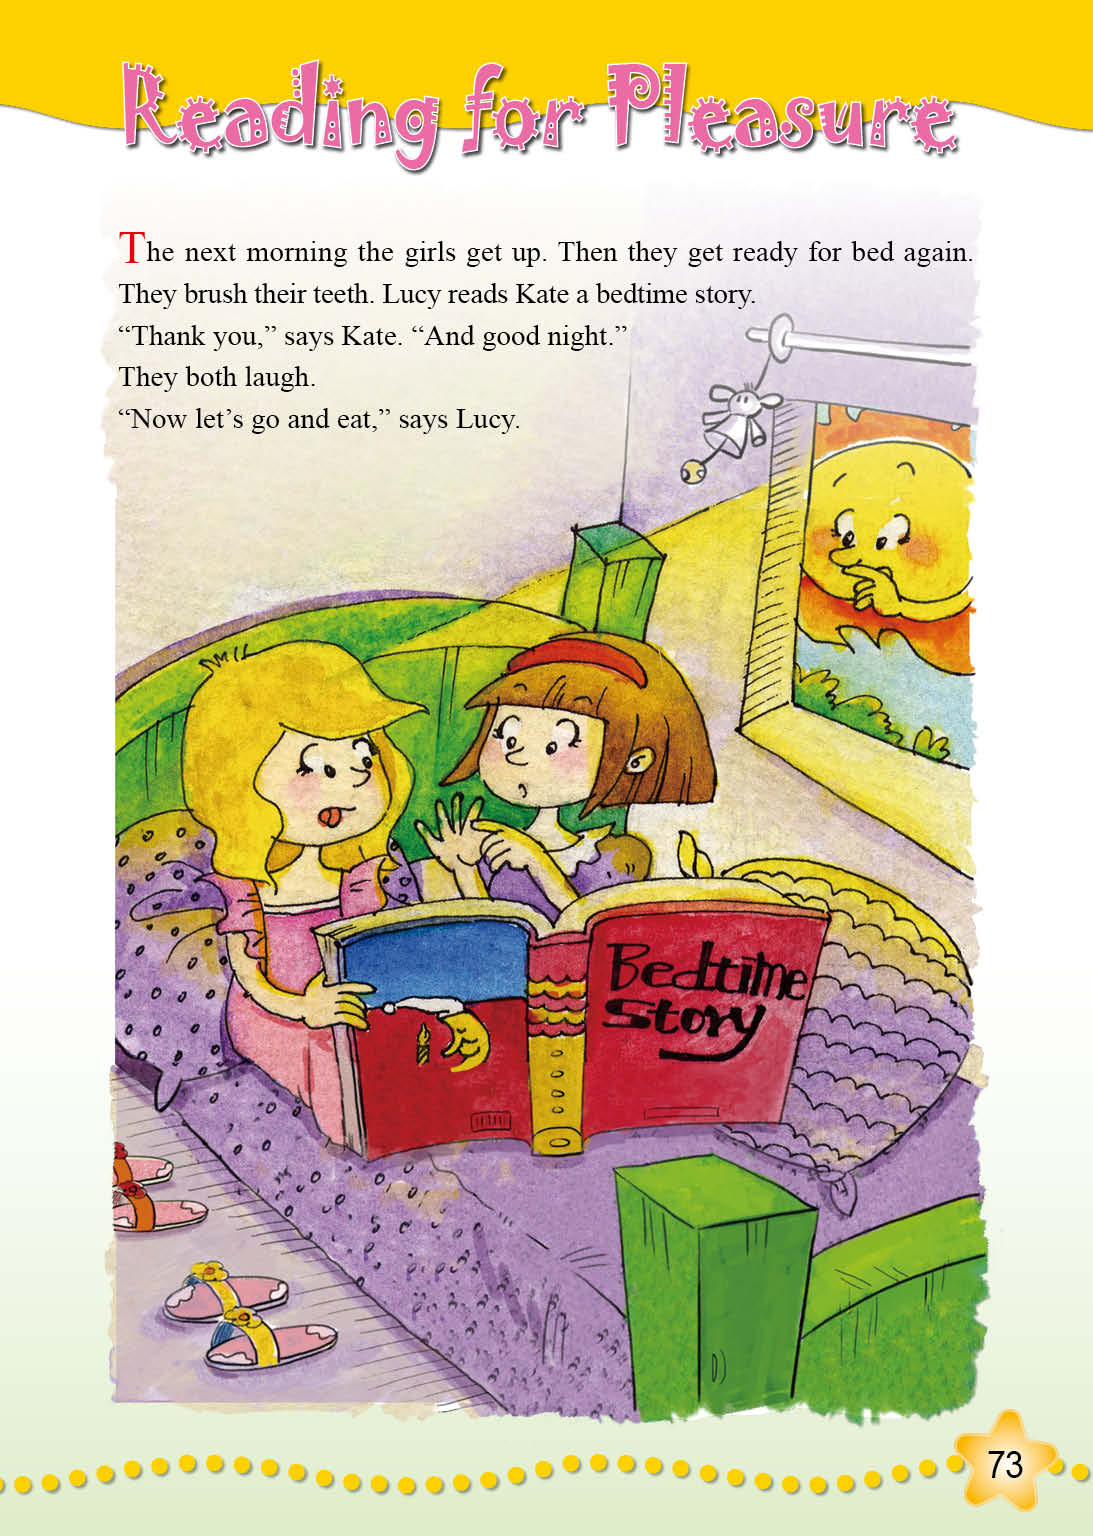 Reading for Pleasure
The next morning the girls get up. Then they get ready for bed again.
They brush their teeth. Lucy reads Kate a bedtime story.
“Thank you,” says Kate. “And good night.”
They both laugh.
“Now let’s go and eat,” says Lucy.
Bedtime
Story
73